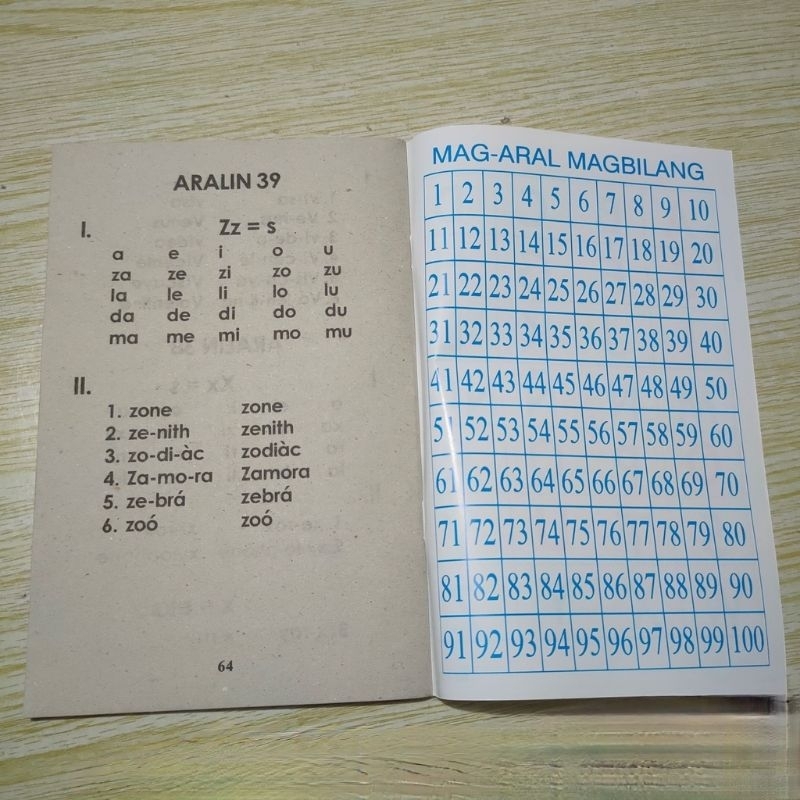 ARALIN 39
I. Zz = s
a e i o u
za ze zi zo zu
la le li lo lu
da de di do du
ma me mi mo mu
II.
1. zone zone
2. ze-nith zenith
3. zo-di-àc zodiàc
4. Za-mo-ra Zamora
5. ze-brá zebrá
6. zoó zoó
64
MAG-ARAL MAGBILANG
1 2 3 4 5 6 7 8 9 10
11 12 13 14 15 16 17 18 19 20
21 22 23 24 25 26 27 28 29 30
31 32 33 34 35 36 37 38 39 40
41 42 43 44 45 46 47 48 49 50
51 52 53 54 55 56 57 58 59 60
61 62 63 64 65 66 67 68 69 70
71 72 73 74 75 76 77 78 79 80
81 82 83 84 85 86 87 88 89 90
91 92 93 94 95 96 97 98 99 100